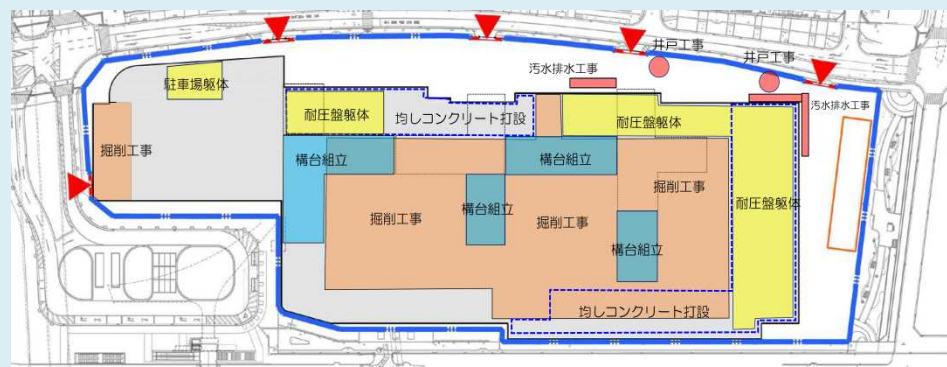 井戸工事
井戸工事
汚水排水工事
駐車場躯体
汚水排水工事
耐圧盤躯体
均しコンクリート打設
耐圧盤躯体
掘削工事
構台組立
構台組立
掘削工事
耐圧盤躯体
構台組立
掘削工事
掘削工事
構台組立
均しコンクリート打設